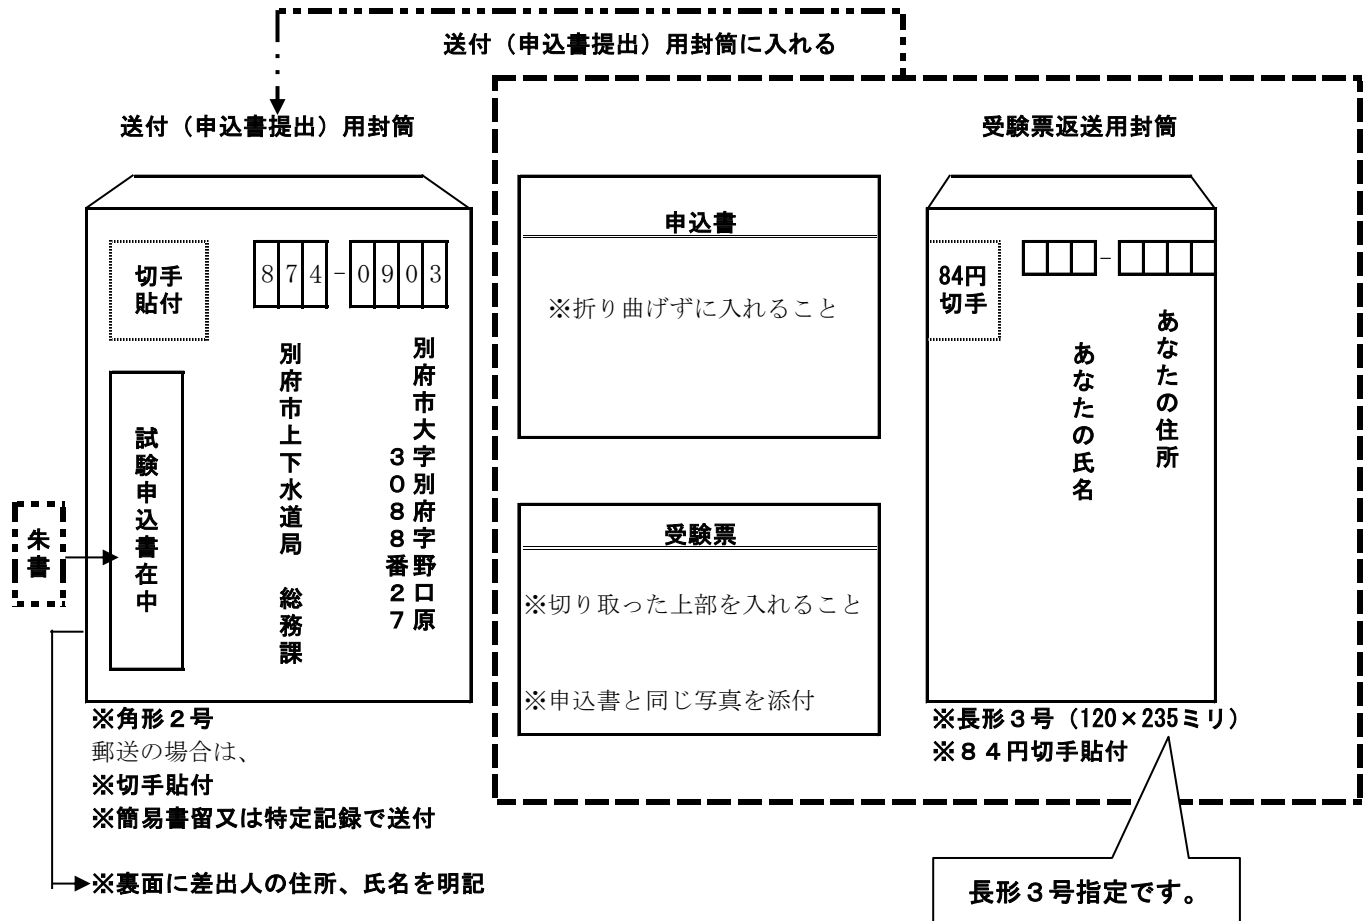 送付（申込書提出）用封筒に入れる
送付（申込書提出）用封筒
受験票返送用封筒
切手
貼付
874-0903
別府市大字別府字野口原
３０８８番２７
別府市上下水道局　総務課
試験申込書在中
朱書
※角形２号
郵送の場合は、
※切手貼付
※簡易書留又は特定記録で送付
※裏面に差出人の住所、氏名を明記
申込書
※折り曲げずに入れること
受験票
※切り取った上部を入れること
※申込書と同じ写真を添付
84円
切手
-
あなたの住所
あなたの氏名
※長形３号（120×235ミリ）
※８４円切手貼付
長形３号指定です。